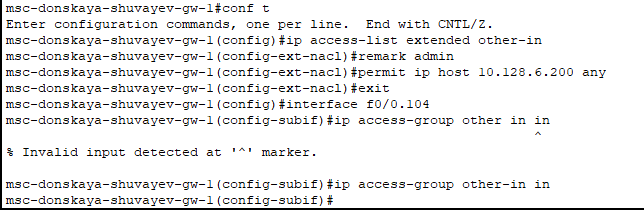 msc-donskaya-shuvayev-gw-1#conf t
Enter configuration commands, one per line.  End with CNTL/Z.
msc-donskaya-shuvayev-gw-1(config)#ip access-list extended other-in
msc-donskaya-shuvayev-gw-1(config-ext-nacl)#remark admin
msc-donskaya-shuvayev-gw-1(config-ext-nacl)#permit ip host 10.128.6.200 any
msc-donskaya-shuvayev-gw-1(config-ext-nacl)#exit
msc-donskaya-shuvayev-gw-1(config)#interface f0/0.104
msc-donskaya-shuvayev-gw-1(config-subif)#ip access-group other in in
^
% Invalid input detected at '^' marker.
msc-donskaya-shuvayev-gw-1(config-subif)#ip access-group other-in in
msc-donskaya-shuvayev-gw-1(config-subif)#